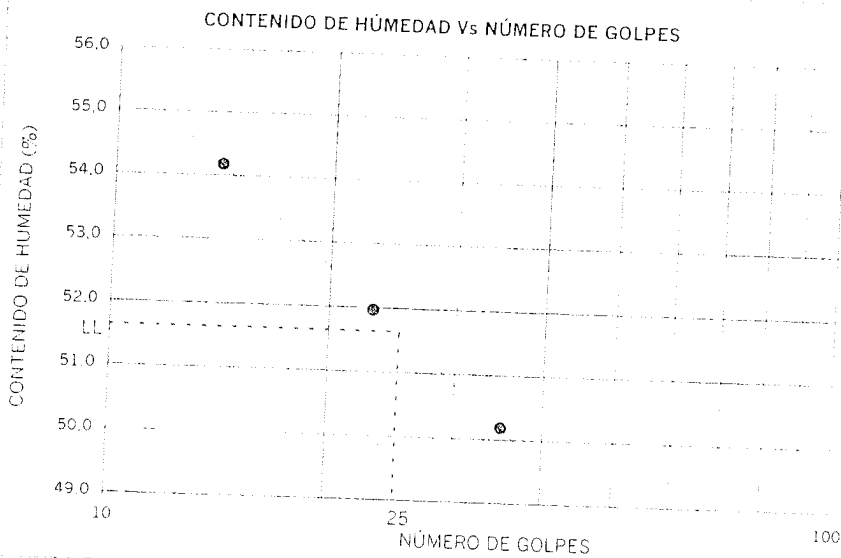 CONTENIDO DE HÚMEDAD Vs NÚMERO DE GOLPES
CONTENIDO DE HUMEDAD (%)
56,0
55,0
54,0
53,0
52.0
LL
51.0
50.0
49.0
10
25
100
NÚMERO DE GOLPES